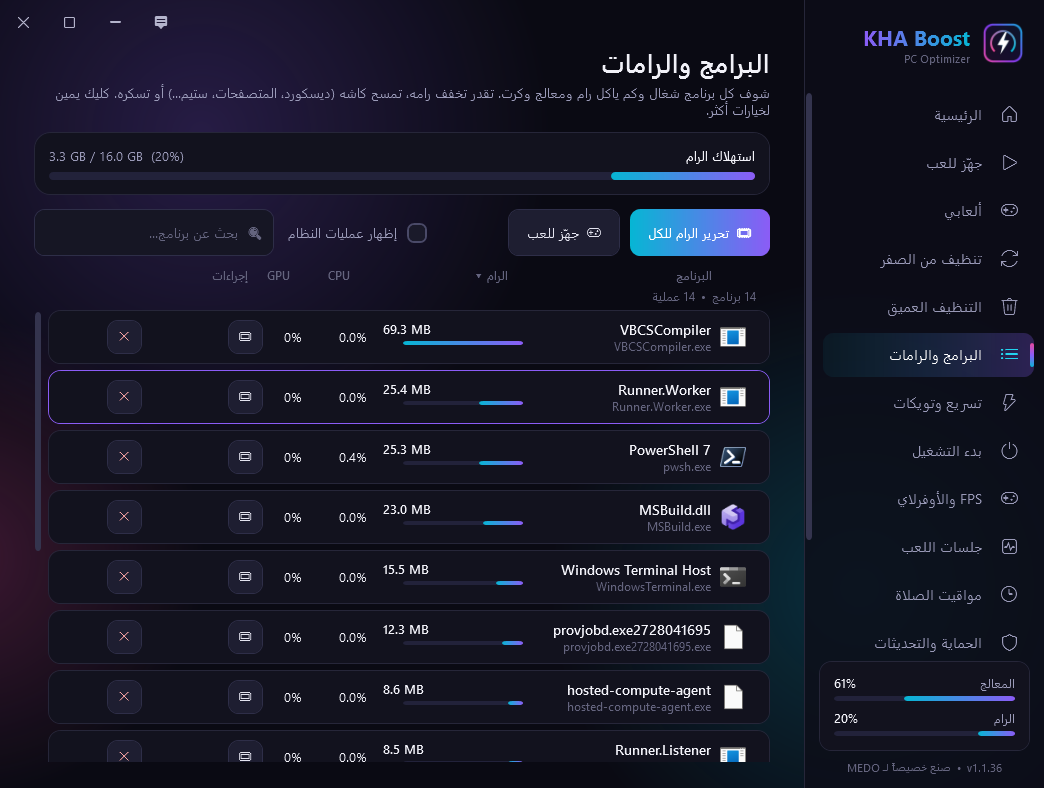 KHA Boost
PC Optimizer
الرئيسية
جهّز للعب
ألعابي
تنظيف من الصفر
التنظيف العميق
البرامج والرامات
تسريع وتويكات
بدء التشغيل
FPS والأوفرلاي
جلسات اللعب
مواقيت الصلاة
الحماية والتحديثات
المعالج 61%
الرام 20%
v1.1.36 • صنع خصيصاً لـ MEDO
البرامج والرامات
شوف كل برنامج شغال وكم ياكل رام ومعالج وكرت. تقدر تخفف رامه، تمسح كاشه (ديسكورد، المتصفحات، ستيم...) أو تسكره. كليك يمين
لخيارات أكثر.
استهلاك الرام 3.3 GB / 16.0 GB (20%)
تحرير الرام للكل جهّز للعب إظهار عمليات النظام بحث عن برنامج...
البرنامج الرام ▼ CPU GPU إجراءات
14 برنامج • 14 عملية
VBCSCompiler 69.3 MB 0.0% 0%
VBCSCompiler.exe
Runner.Worker 25.4 MB 0.0% 0%
Runner.Worker.exe
PowerShell 7 25.3 MB 0.4% 0%
pwsh.exe
MSBuild.dll 23.0 MB 0.0% 0%
MSBuild.exe
Windows Terminal Host 15.5 MB 0.0% 0%
WindowsTerminal.exe
provjobd.exe2728041695 12.3 MB 0.0% 0%
provjobd.exe2728041695.exe
hosted-compute-agent 8.6 MB 0.0% 0%
hosted-compute-agent.exe
Runner.Listener 8.5 MB 0.0% 0%